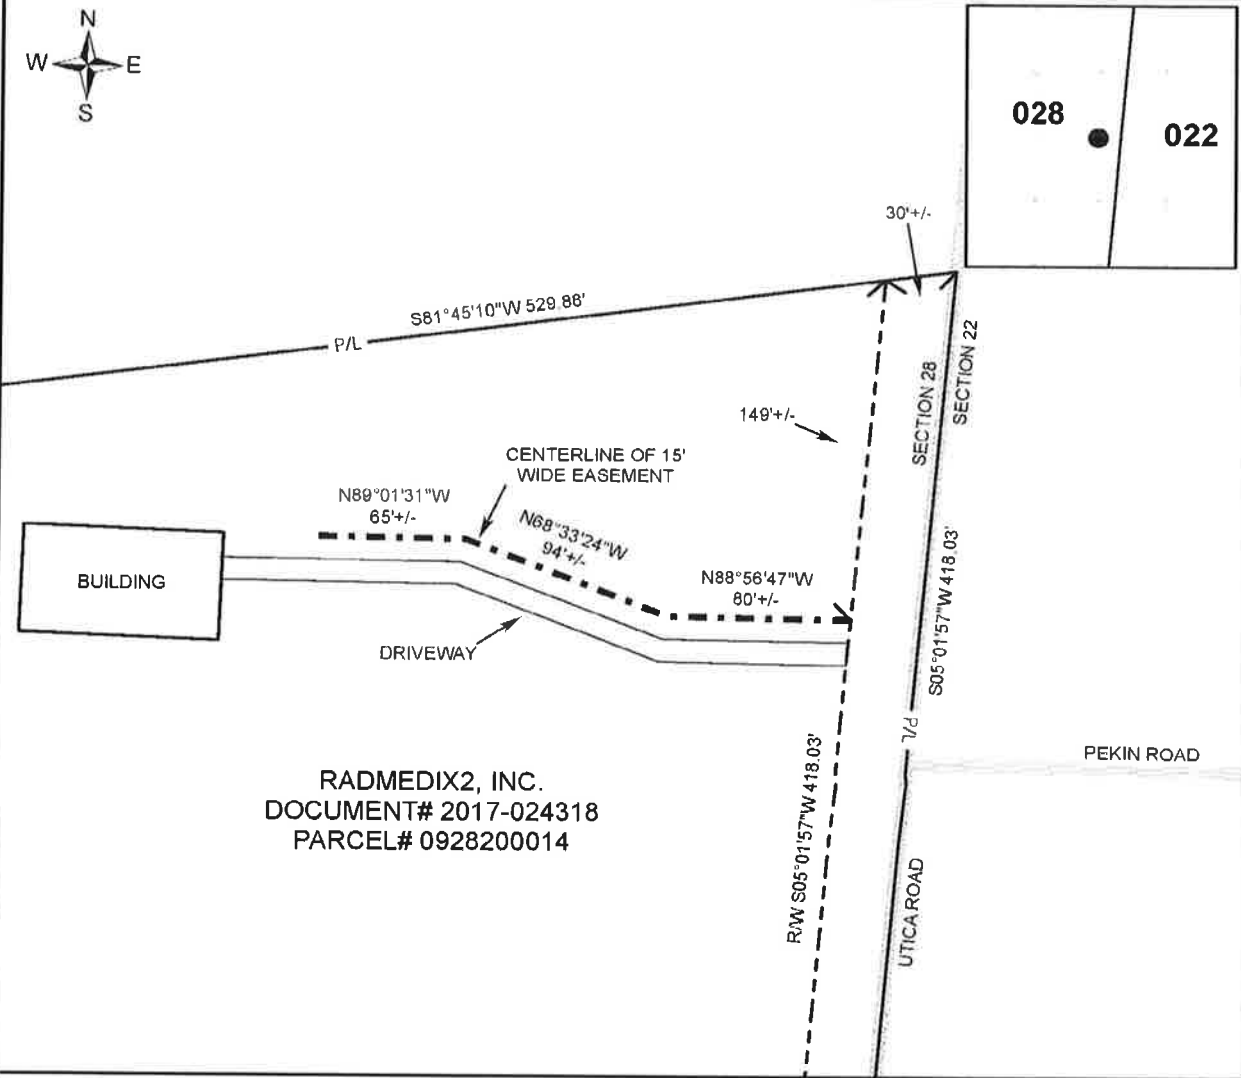 N
W E
S
028
022
30'+/-
S81°45'10"W 529.88'
P/L
SECTION 28
SECTION 22
149'+/-
CENTERLINE OF 15'
WIDE EASEMENT
N89°01'31"W
65'+/-
N68°33'24"W
94'+/-
N88°56'47"W
80'+/-
BUILDING
DRIVEWAY
S05°01'57"W 418.03'
P/L
PEKIN ROAD
RADMEDIX2, INC.
DOCUMENT# 2017-024318
PARCEL# 0928200014
R/W S05°01'57"W 418.03'
UTICA ROAD